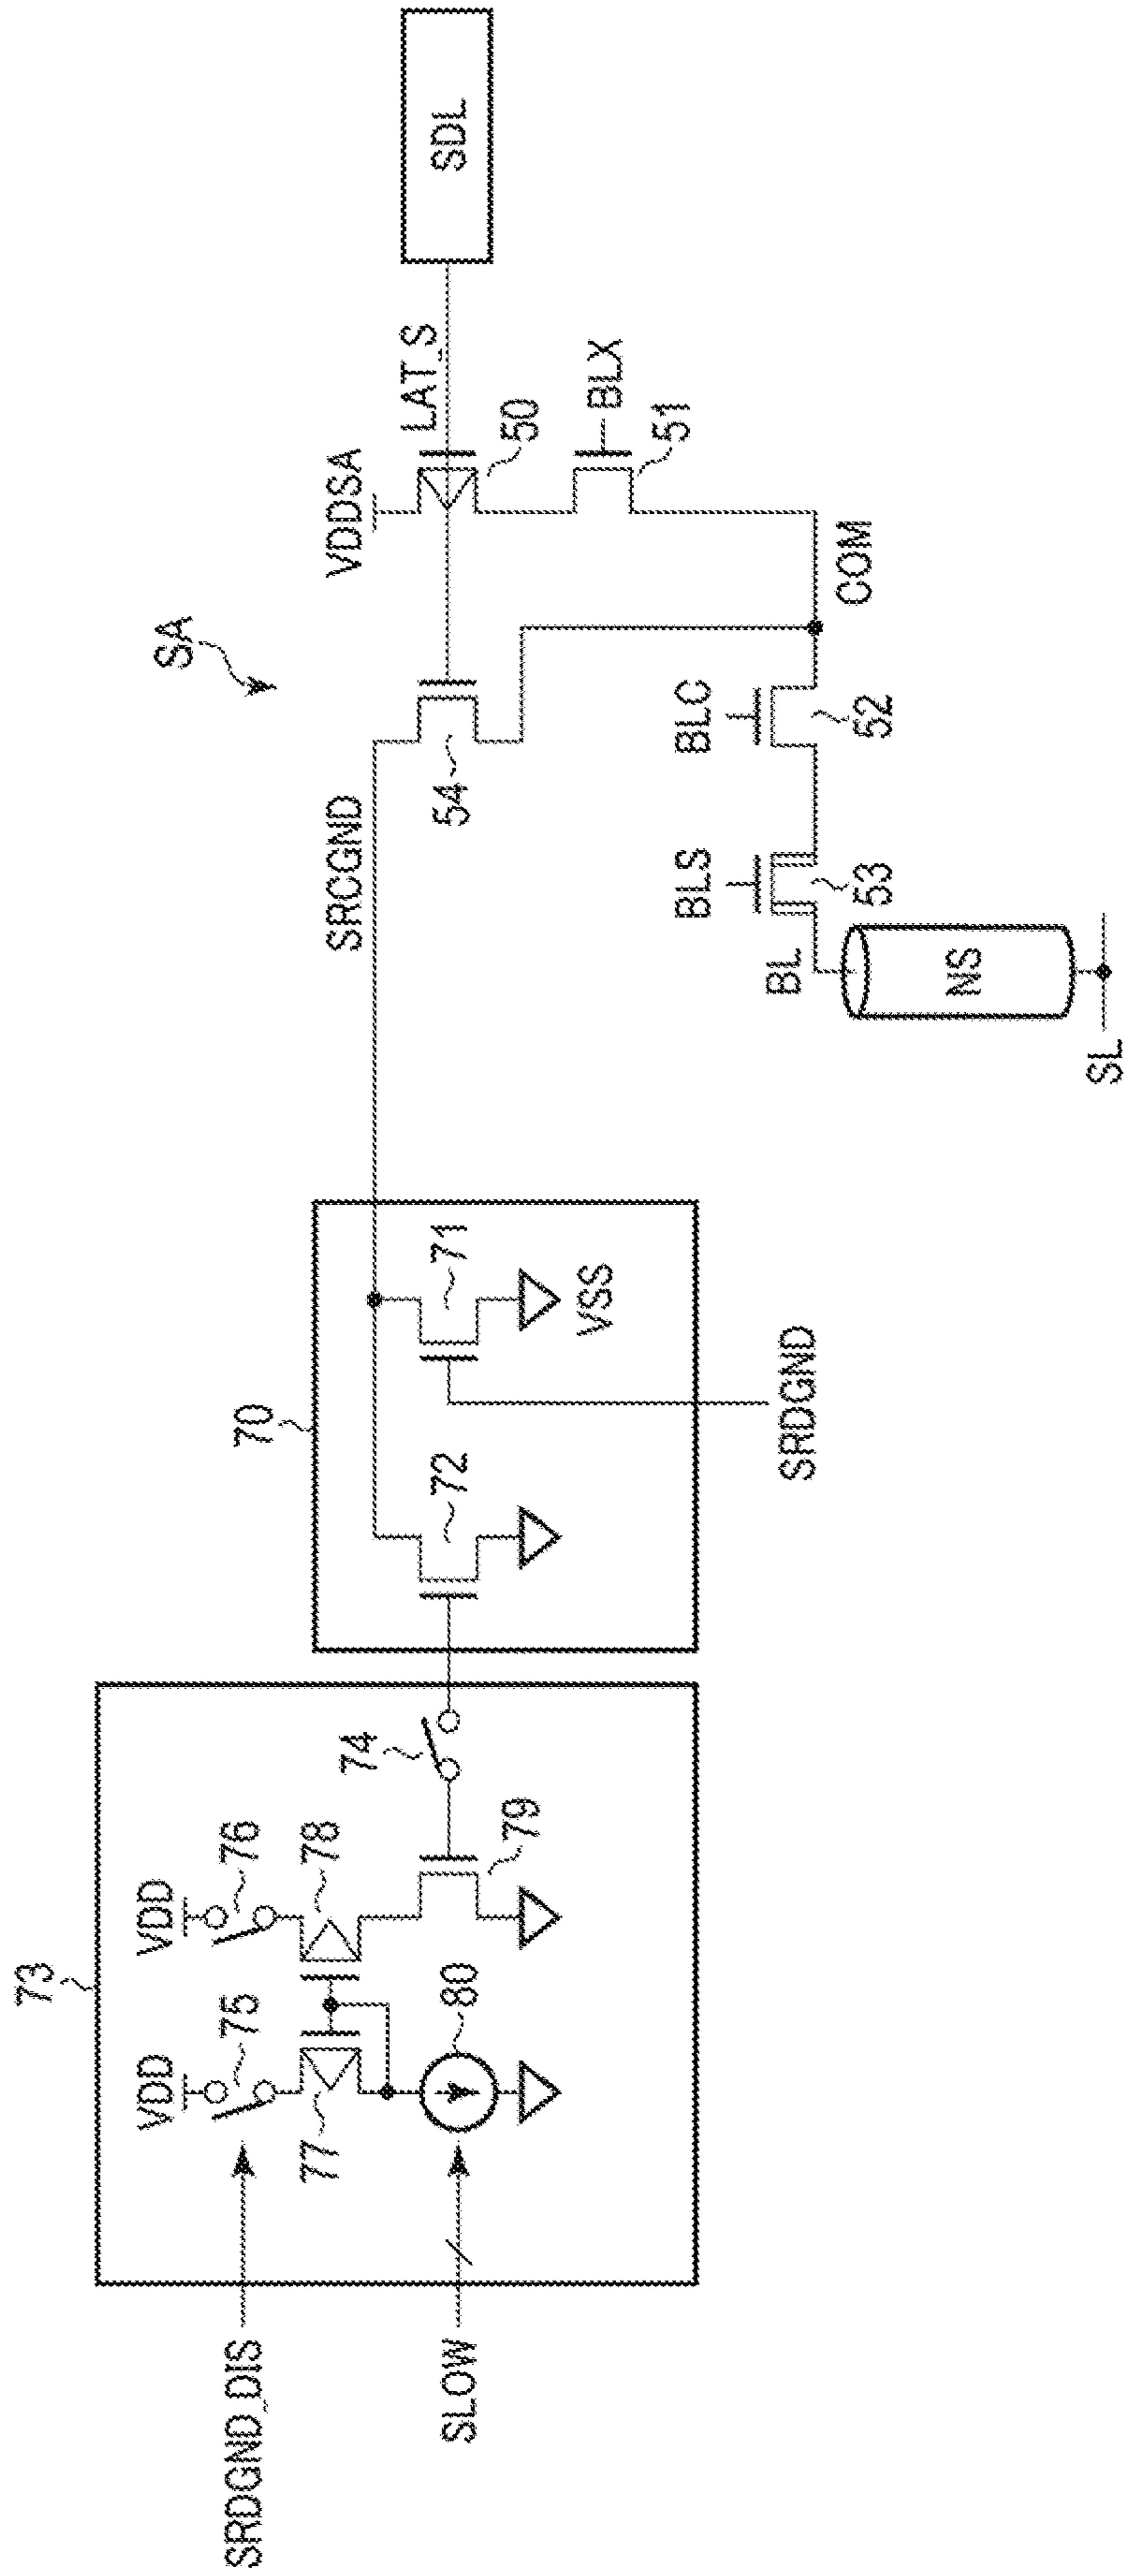 SA
VDDSA
LAT_S
SDL
50
BLX
51
COM
SRCGND
54
BLC
52
BLS
53
BL
NS
SL
70
71
72
VSS
SRDGND
73
74
VDD
76
78
79
VDD
75
77
80
SRDGND_DIS
SLOW